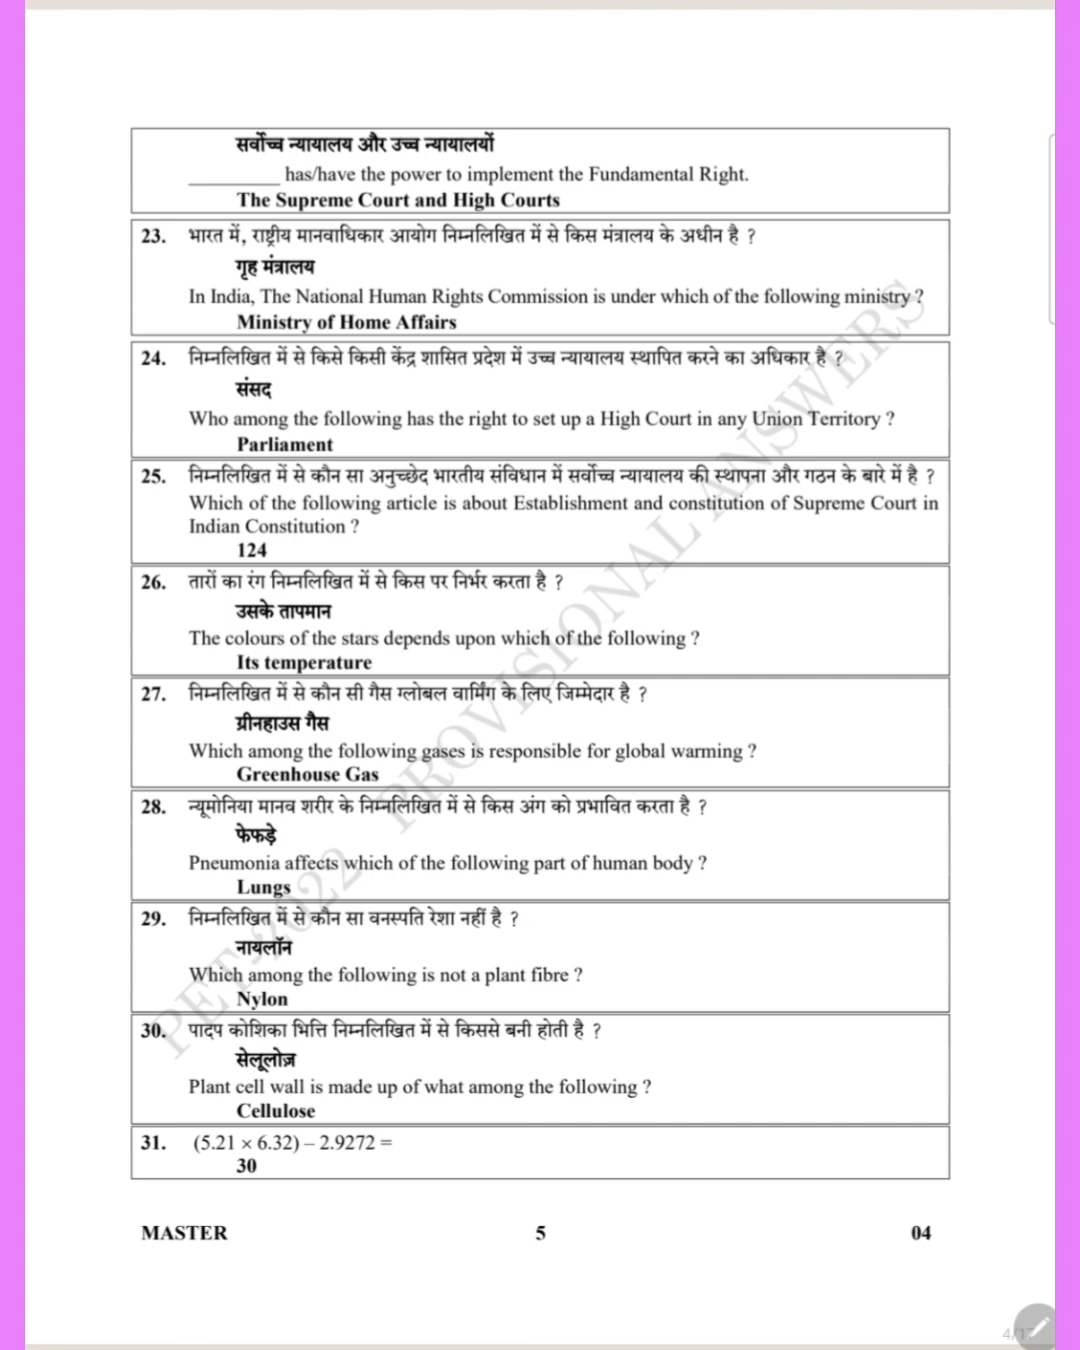 सर्वोच्च न्यायालय और उच्च न्यायालयों
_________ has/have the power to implement the Fundamental Right.
The Supreme Court and High Courts
23. भारत में, राष्ट्रीय मानवाधिकार आयोग निम्नलिखित में से किस मंत्रालय के अधीन है ?
गृह मंत्रालय
In India, The National Human Rights Commission is under which of the following ministry ?
Ministry of Home Affairs
24. निम्नलिखित में से किसे किसी केंद्र शासित प्रदेश में उच्च न्यायालय स्थापित करने का अधिकार है ?
संसद
Who among the following has the right to set up a High Court in any Union Territory ?
Parliament
25. निम्नलिखित में से कौन सा अनुच्छेद भारतीय संविधान में सर्वोच्च न्यायालय की स्थापना और गठन के बारे में है ?
Which of the following article is about Establishment and constitution of Supreme Court in
Indian Constitution ?
124
26. तारों का रंग निम्नलिखित में से किस पर निर्भर करता है ?
उसके तापमान
The colours of the stars depends upon which of the following ?
Its temperature
27. निम्नलिखित में से कौन सी गैस ग्लोबल वार्मिंग के लिए जिम्मेदार है ?
ग्रीनहाउस गैस
Which among the following gases is responsible for global warming ?
Greenhouse Gas
28. न्यूमोनिया मानव शरीर के निम्नलिखित में से किस अंग को प्रभावित करता है ?
फेफड़े
Pneumonia affects which of the following part of human body ?
Lungs
29. निम्नलिखित में से कौन सा वनस्पति रेशा नहीं है ?
नायलॉन
Which among the following is not a plant fibre ?
Nylon
30. पादप कोशिका भित्ति निम्नलिखित में से किससे बनी होती है ?
सेलूलोज़
Plant cell wall is made up of what among the following ?
Cellulose
31. (5.21 × 6.32) – 2.9272 =
30
PET-2022 PROVISIONAL ANSWERS
MASTER 5 04
4/17